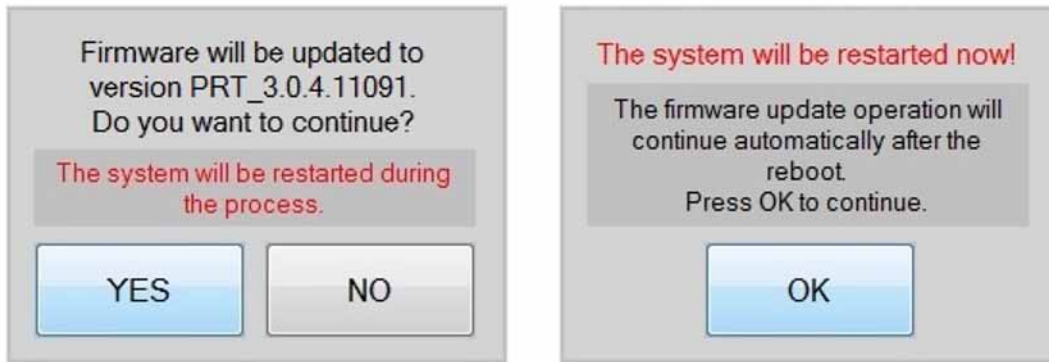 Firmware will be updated to
version PRT_3.0.4.11091.
Do you want to continue?
The system will be restarted during
the process.
YES
NO
The system will be restarted now!
The firmware update operation will
continue automatically after the
reboot.
Press OK to continue.
OK